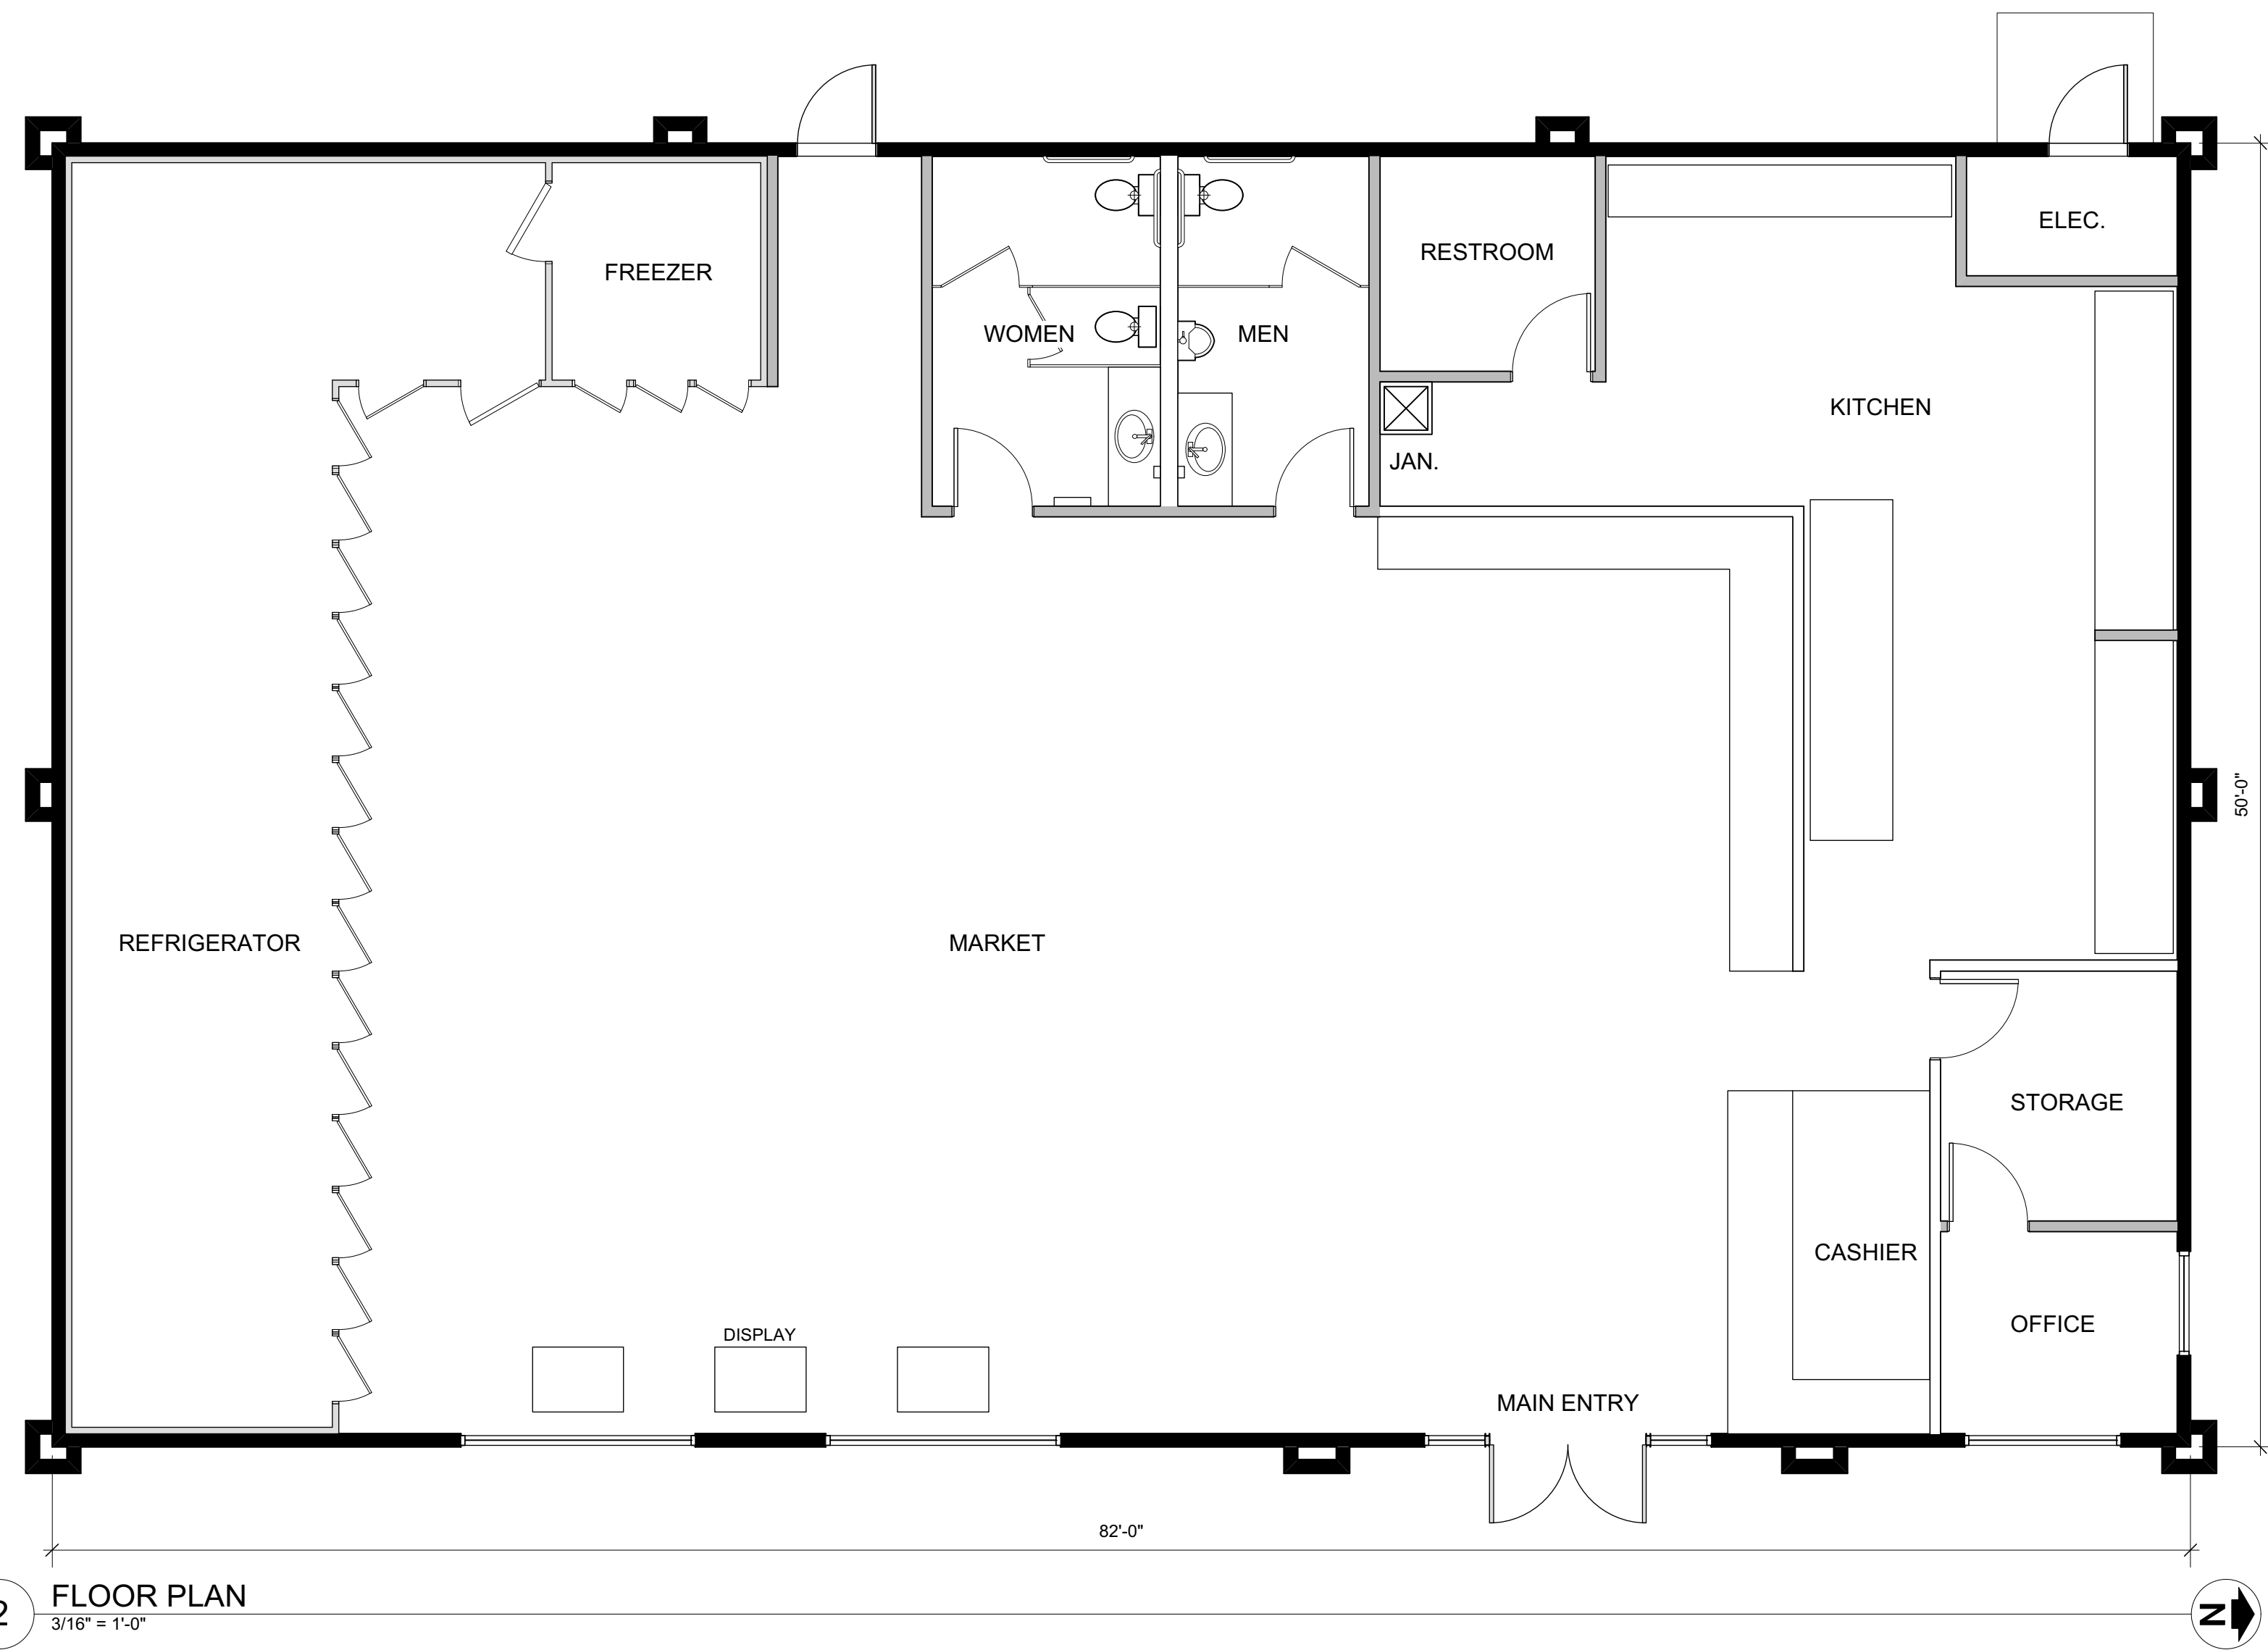 ELEC.
RESTROOM
FREEZER
WOMEN
MEN
KITCHEN
JAN.
50'-0"
REFRIGERATOR
MARKET
STORAGE
CASHIER
OFFICE
DISPLAY
MAIN ENTRY
82'-0"
2
FLOOR PLAN
3/16" = 1'-0"
N